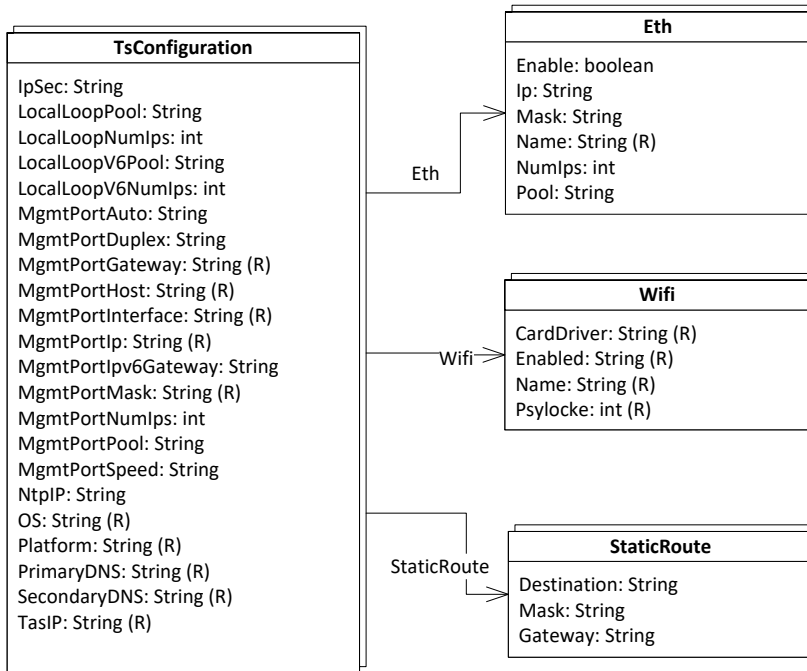 TsConfiguration
IpSec: String
LocalLoopPool: String
LocalLoopNumIps: int
LocalLoopV6Pool: String
LocalLoopV6NumIps: int
MgmtPortAuto: String
MgmtPortDuplex: String
MgmtPortGateway: String (R)
MgmtPortHost: String (R)
MgmtPortInterface: String (R)
MgmtPortIp: String (R)
MgmtPortIpv6Gateway: String
MgmtPortMask: String (R)
MgmtPortNumIps: int
MgmtPortPool: String
MgmtPortSpeed: String
NtpIP: String
OS: String (R)
Platform: String (R)
PrimaryDNS: String (R)
SecondaryDNS: String (R)
TasIP: String (R)
Eth
Wifi
StaticRoute
Eth
Enable: boolean
Ip: String
Mask: String
Name: String (R)
NumIps: int
Pool: String
Wifi
CardDriver: String (R)
Enabled: String (R)
Name: String (R)
Psylocke: int (R)
StaticRoute
Destination: String
Mask: String
Gateway: String